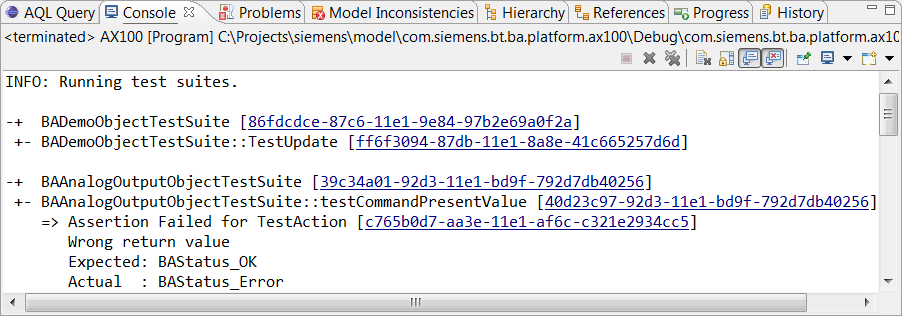 AQL Query Console Problems Model Inconsistencies Hierarchy References Progress History
<terminated> AX100 [Program] C:\Projects\siemens\model\com.siemens.bt.ba.platform.ax100\Debug\com.siemens.bt.ba.platform.ax10
INFO: Running test suites.
-+ BADemoObjectTestSuite [86fdcdce-87c6-11e1-9e84-97b2e69a0f2a]
+- BADemoObjectTestSuite::TestUpdate [ff6f3094-87db-11e1-8a8e-41c665257d6d]
-+ BAAnalogOutputObjectTestSuite [39c34a01-92d3-11e1-bd9f-792d7db40256]
+- BAAnalogOutputObjectTestSuite::testCommandPresentValue [40d23c97-92d3-11e1-bd9f-792d7db40256]
=> Assertion Failed for TestAction [c765b0d7-aa3e-11e1-af6c-c321e2934cc5]
Wrong return value
Expected: BAStatus_OK
Actual : BAStatus_Error